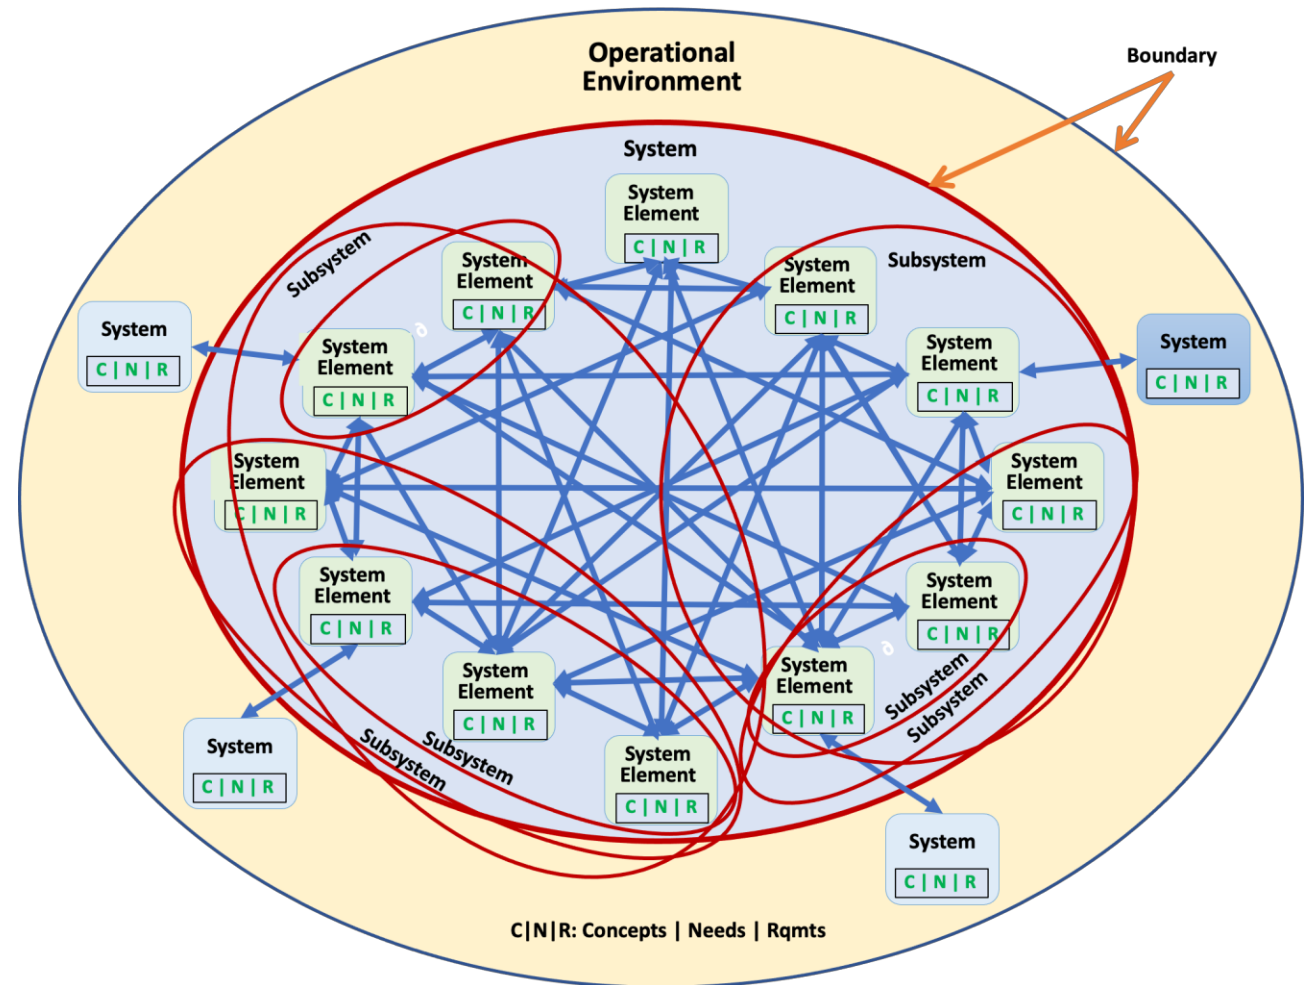 Operational
Environment
Boundary
System
System
Element
C | N | R
Subsystem
System
Element
C | N | R
System
Element
C | N | R
Subsystem
System
C | N | R
System
Element
C | N | R
System
Element
C | N | R
System
C | N | R
System
Element
C | N | R
System
Element
C | N | R
System
Element
C | N | R
System
Element
C | N | R
System
Element
C | N | R
System
Element
C | N | R
Subsystem
Subsystem
Subsystem
Subsystem
System
Element
C | N | R
System
C | N | R
System
C | N | R
C|N|R: Concepts | Needs | Rqmts